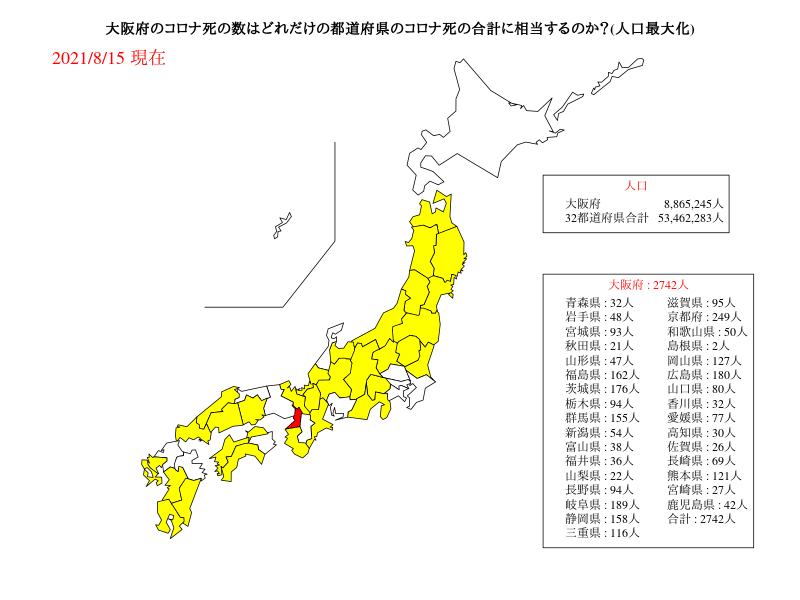 大阪府のコロナ死の数はどれだけの都道府県のコロナ死の合計に相当するのか?(人口最大化)
2021/8/15 現在
人口
大阪府 8,865,245人
32都道府県合計 53,462,283人
大阪府 : 2742人
青森県 : 32人 滋賀県 : 95人
岩手県 : 48人 京都府 : 249人
宮城県 : 93人 和歌山県 : 50人
秋田県 : 21人 島根県 : 2人
山形県 : 47人 岡山県 : 127人
福島県 : 162人 広島県 : 180人
茨城県 : 176人 山口県 : 80人
栃木県 : 94人 香川県 : 32人
群馬県 : 155人 愛媛県 : 77人
新潟県 : 54人 高知県 : 30人
富山県 : 38人 佐賀県 : 26人
福井県 : 36人 長崎県 : 69人
山梨県 : 22人 熊本県 : 121人
長野県 : 94人 宮崎県 : 27人
岐阜県 : 189人 鹿児島県 : 42人
静岡県 : 158人 合計 : 2742人
三重県 : 116人